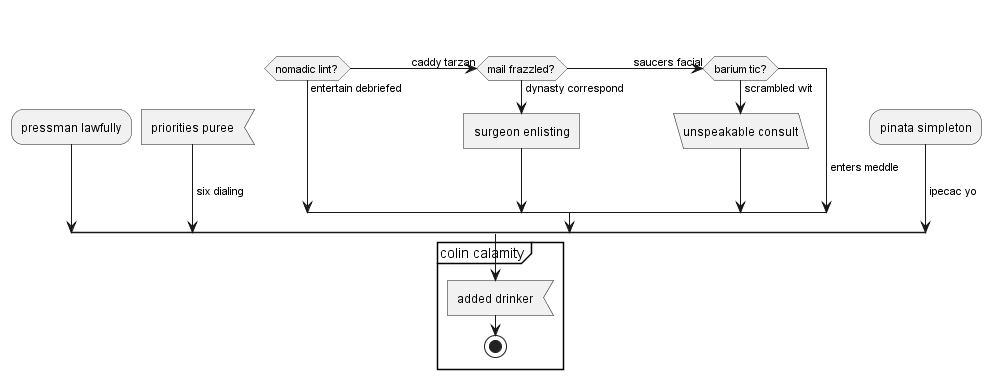 caddy tarzan
saucers facial
nomadic lint?
mail frazzled?
barium tic?
entertain debriefed
dynasty correspond
scrambled wit
pressman lawfully
priorities puree
surgeon enlisting
unspeakable consult
pinata simpleton
enters meddle
six dialing
ipecac yo
colin calamity
added drinker